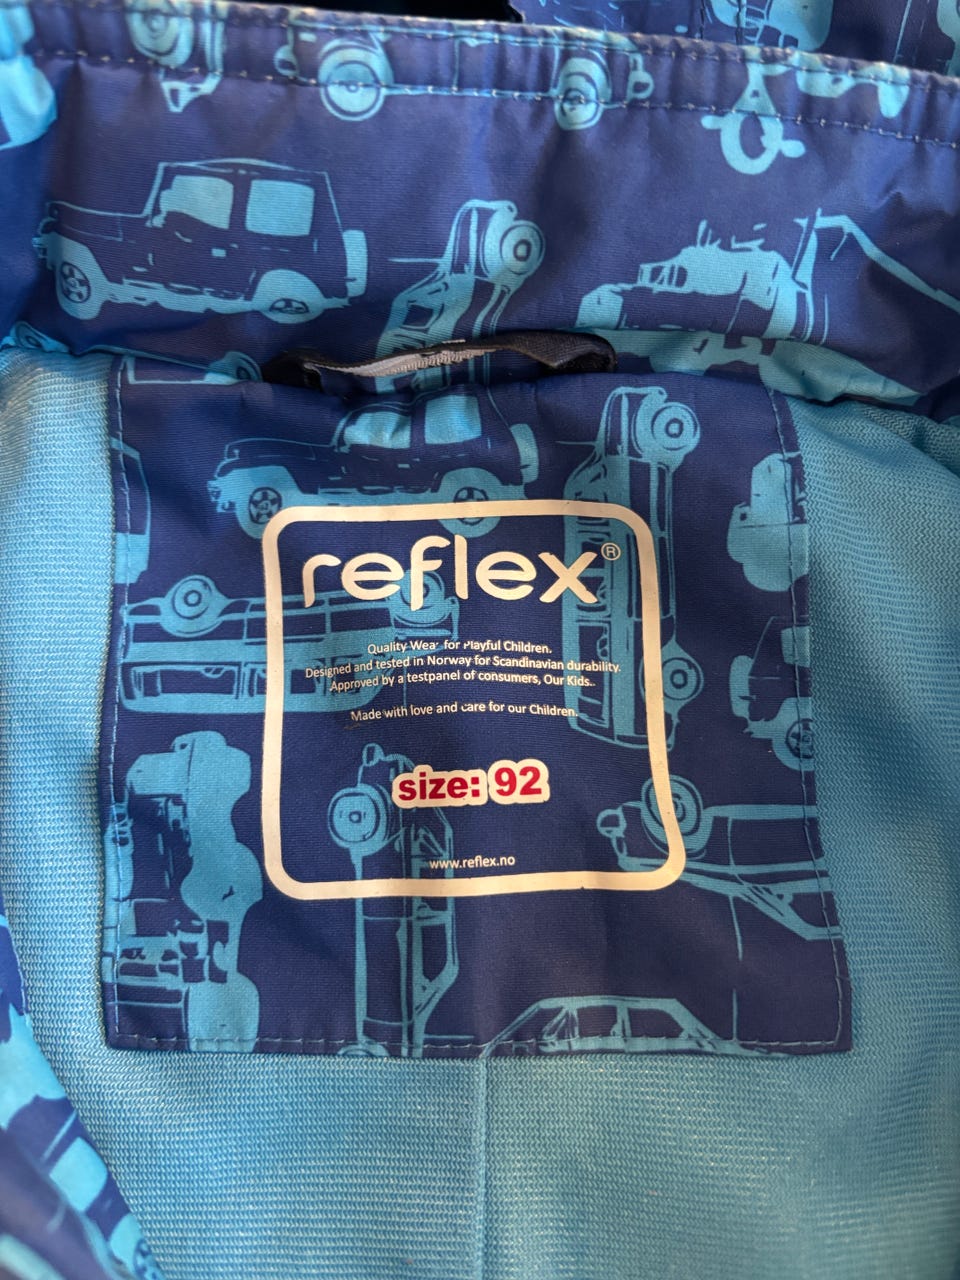 reflex®
Quality Wear for Playful Children.
Designed and tested in Norway for Scandinavian durability.
Approved by a testpanel of consumers, Our Kids..
Made with love and care for our Children.
size: 92
www.reflex.no